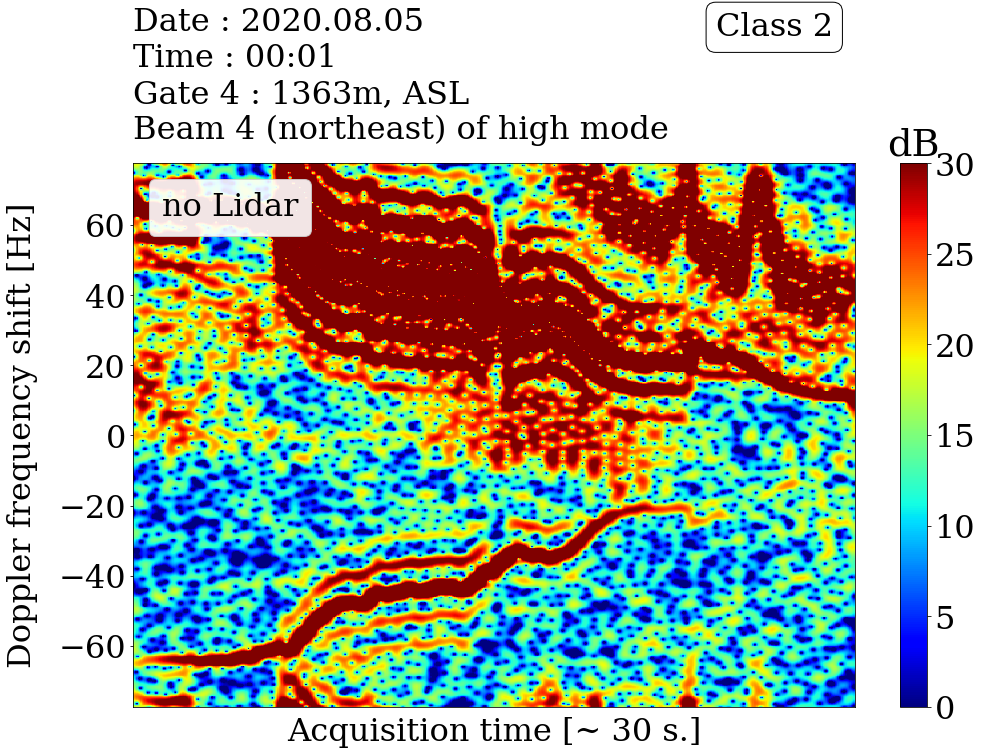 Date : 2020.08.05
Time : 00:01
Gate 4 : 1363m, ASL
Beam 4 (northeast) of high mode
Class 2
no Lidar
Doppler frequency shift [Hz]
60
40
20
0
−20
−40
−60
Acquisition time [~ 30 s.]
dB
30
25
20
15
10
5
0